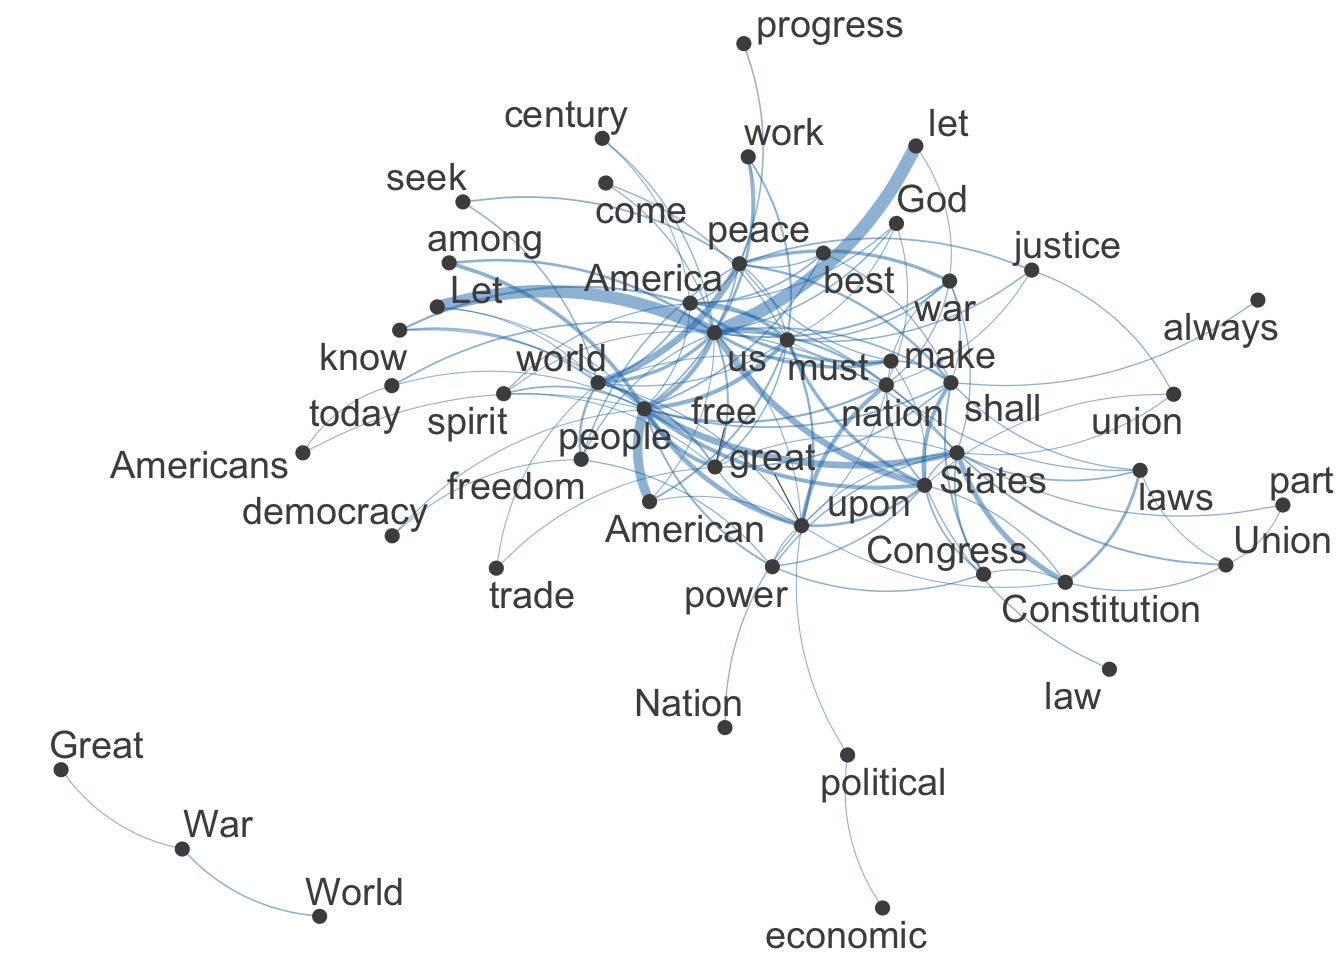 progress
century
work
let
seek
God
come
among
peace
justice
America
best
Let
war
always
know
world
us
must
make
today
spirit
free
nation
shall
union
Americans
people
great
freedom
States
part
democracy
upon
laws
American
Congress
Union
trade
power
Constitution
Nation
law
Great
political
War
World
economic